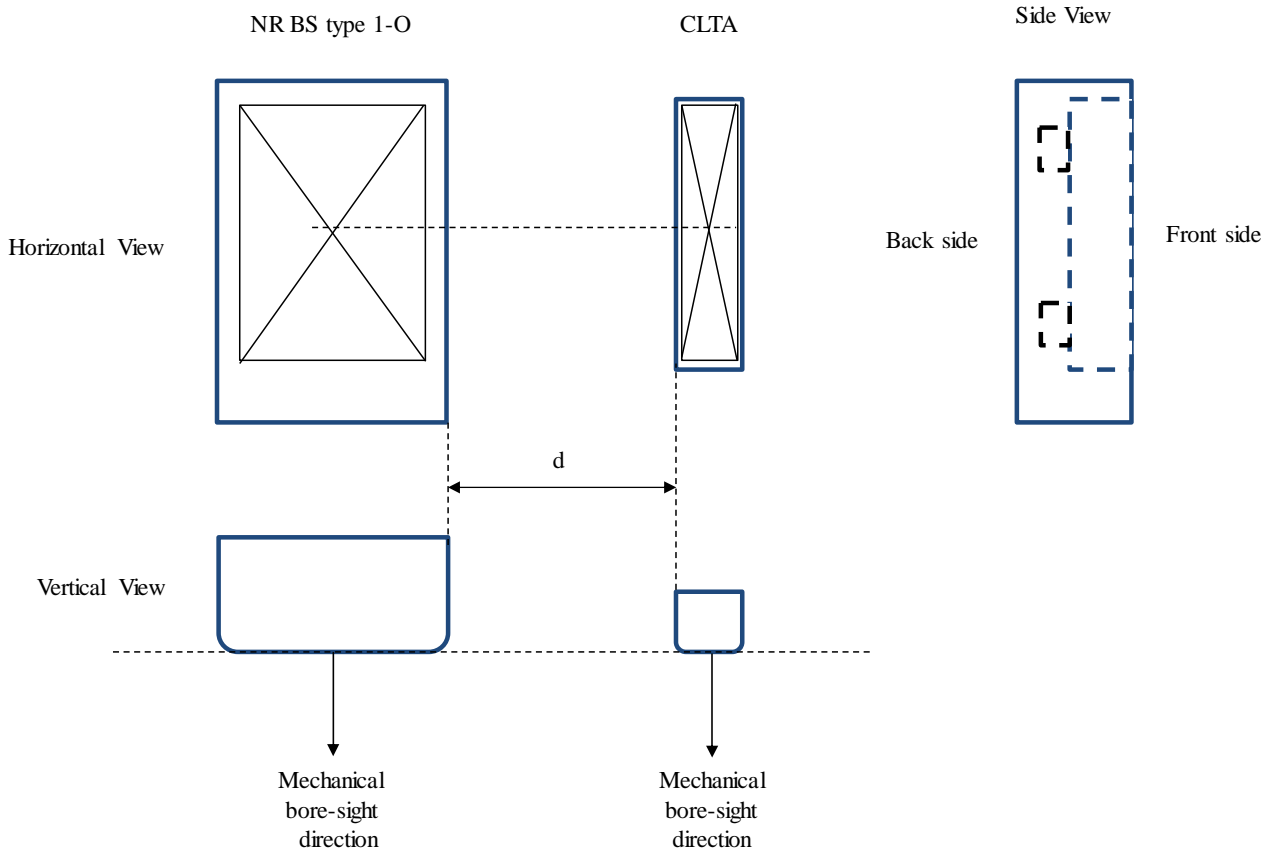 NR BS type 1-O
CLTA
Side View
Horizontal View
Back side
Front side
d
Vertical View
Mechanical
bore-sight
direction
Mechanical
bore-sight
direction